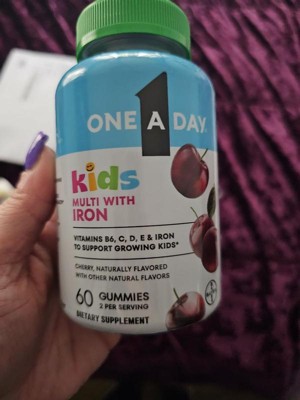 1
ONE A DAY
kids
MULTI WITH
IRON
VITAMINS B6, C, D, E & IRON
TO SUPPORT GROWING KIDS*
CHERRY, NATURALLY FLAVORED
WITH OTHER NATURAL FLAVORS
60 GUMMIES
2 PER SERVING
DIETARY SUPPLEMENT